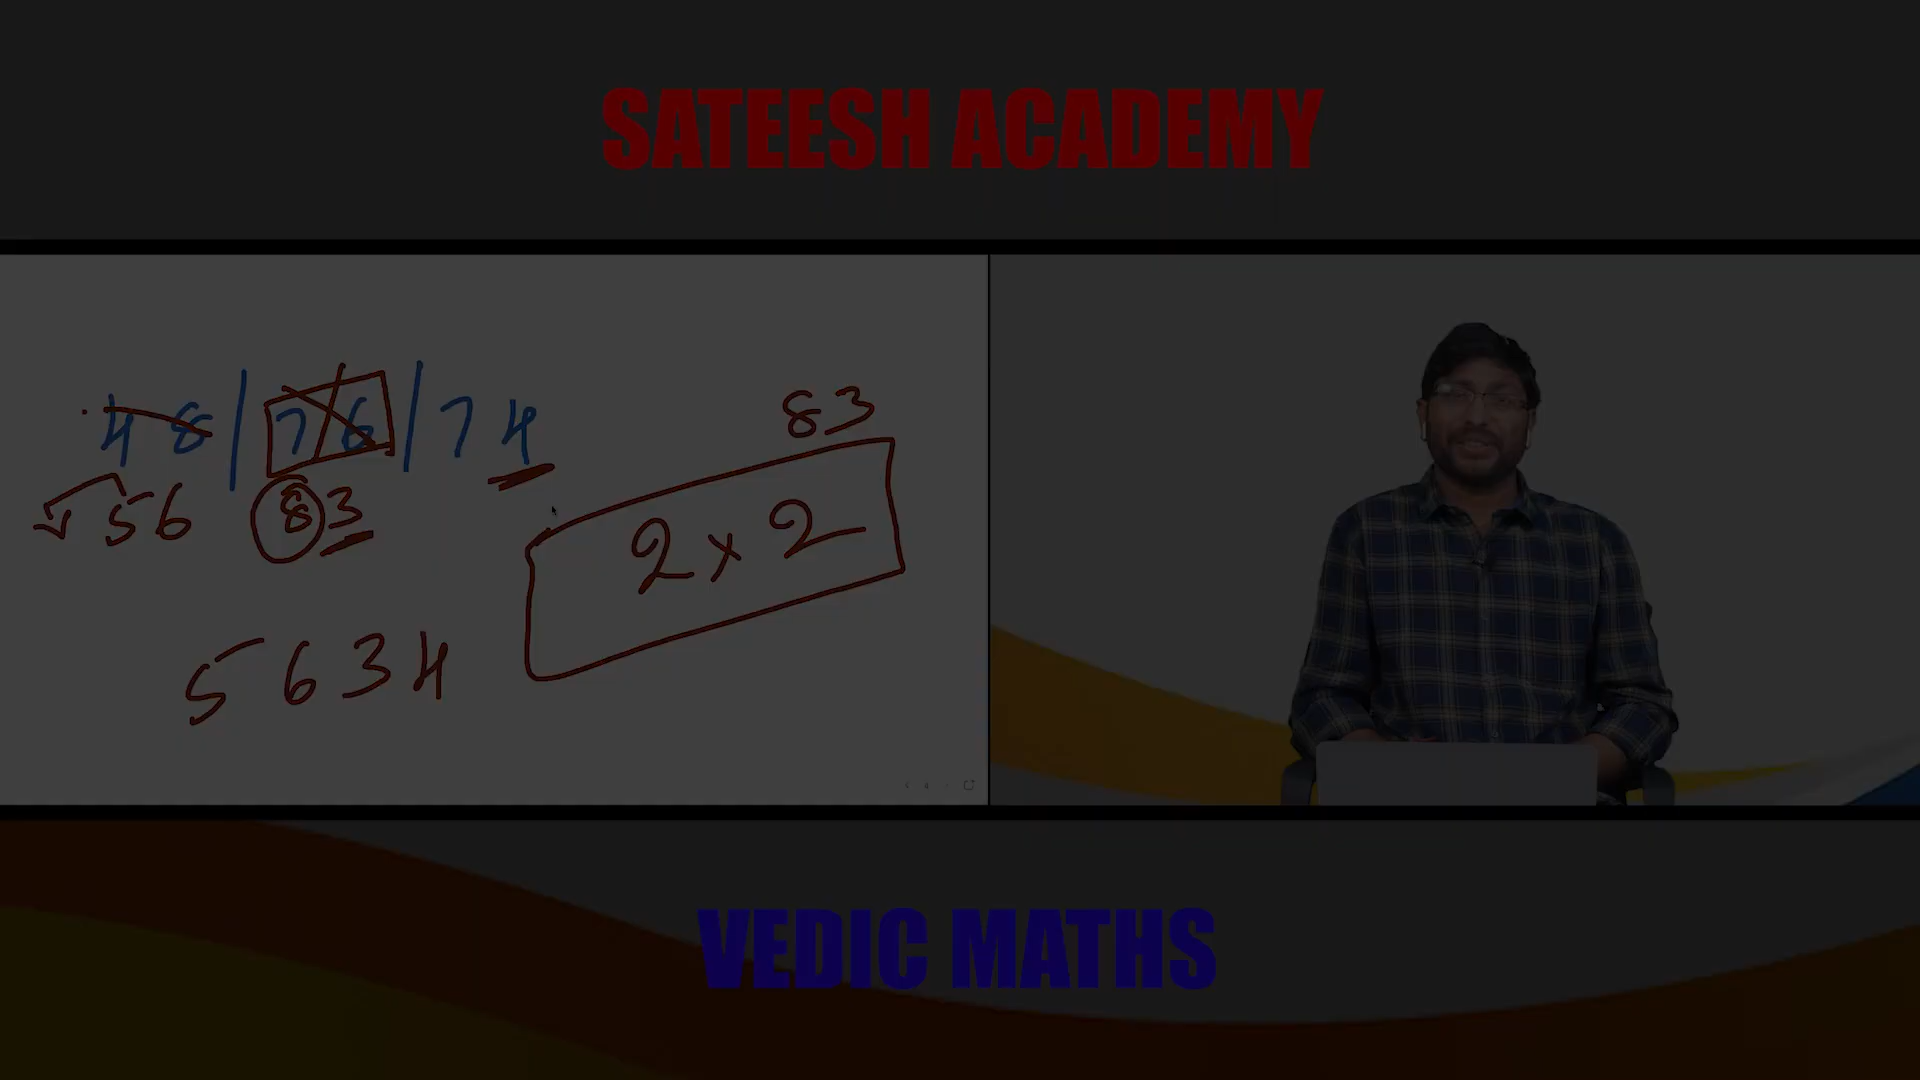 SATEESH ACADEMY
48 | 76 | 74
56 83
83
2 x 2
5634
VEDIC MATHS